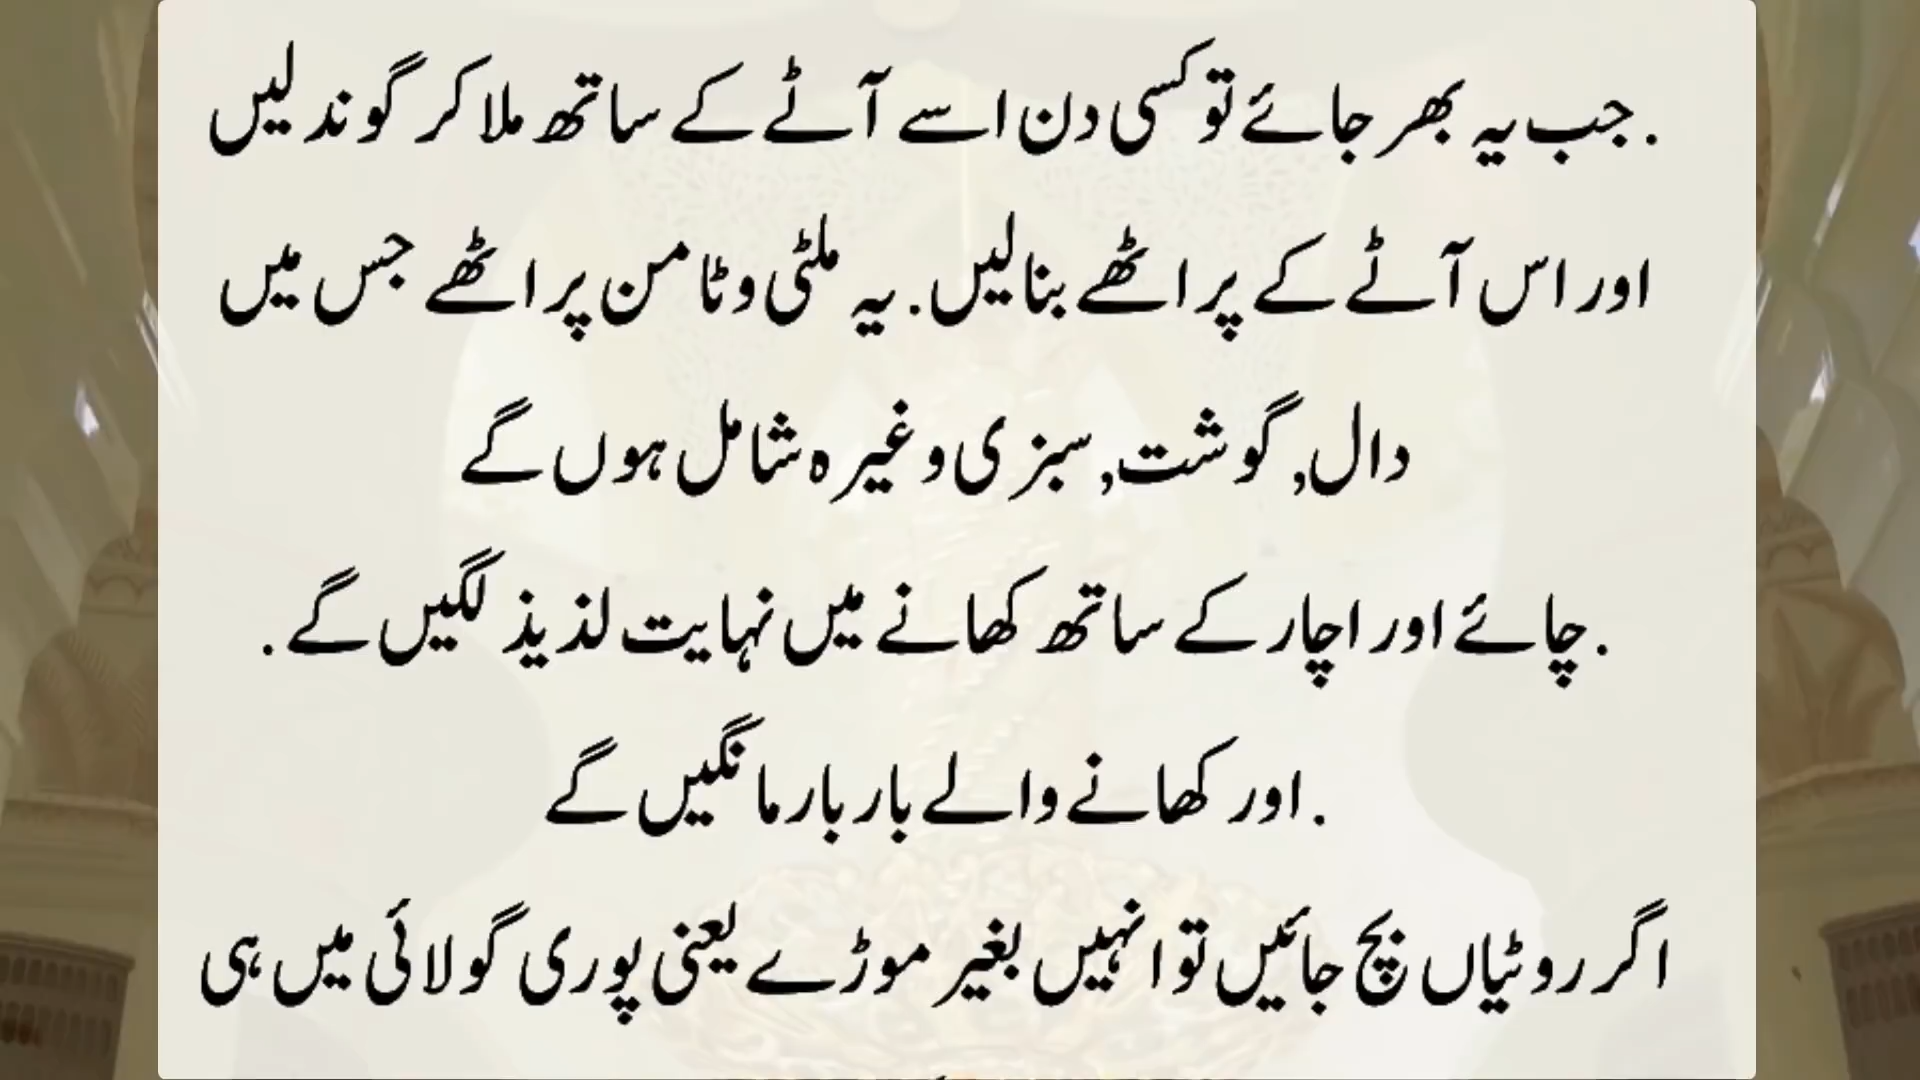 . جب یہ بھر جائے تو کسی دن اسے آٹے کے ساتھ ملا کر گوند لیں
اور اس آٹے کے پراٹھے بنا لیں. یہ ملٹی وٹامن پراٹھے جس میں
دال, گوشت, سبزی وغیرہ شامل ہوں گے
. چائے اور اچار کے ساتھ کھانے میں نہایت لذیذ لگیں گے .
. اور کھانے والے بار بار مانگیں گے
اگر روٹیاں بچ جائیں تو انہیں بغیر موڑے یعنی پوری گولائی میں ہی